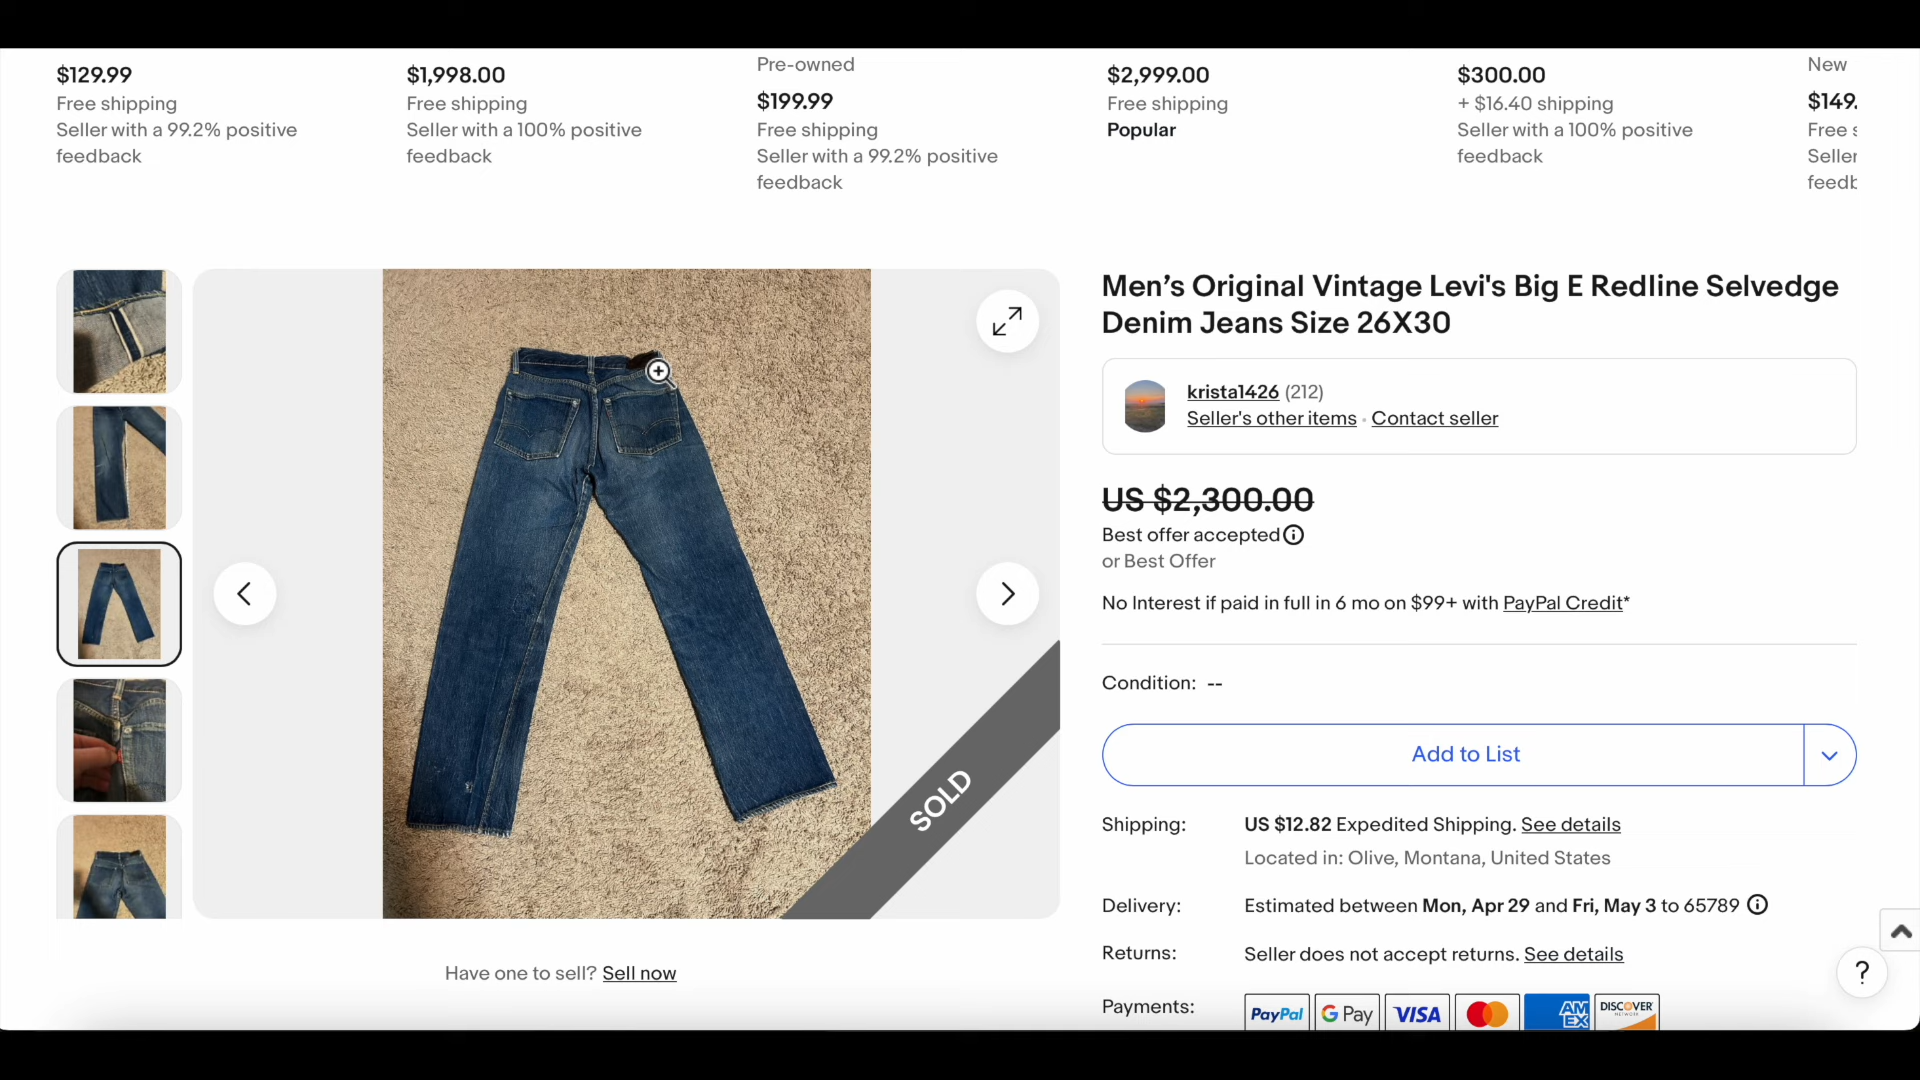 $129.99
Free shipping
Seller with a 99.2% positive
feedback
$1,998.00
Free shipping
Seller with a 100% positive
feedback
Pre-owned
$199.99
Free shipping
Seller with a 99.2% positive
feedback
$2,999.00
Free shipping
Popular
$300.00
+ $16.40 shipping
Seller with a 100% positive
feedback
New
$149.
Free
Seller
feedb
SOLD
Have one to sell? Sell now
Men’s Original Vintage Levi's Big E Redline Selvedge
Denim Jeans Size 26X30
krista1426 (212)
Seller's other items · Contact seller
US $2,300.00
Best offer accepted
or Best Offer
No Interest if paid in full in 6 mo on $99+ with PayPal Credit*
Condition: --
Add to List
Shipping: US $12.82 Expedited Shipping. See details
Located in: Olive, Montana, United States
Delivery: Estimated between Mon, Apr 29 and Fri, May 3 to 65789
Returns: Seller does not accept returns. See details
Payments: PayPal G Pay VISA AM EX DISCOVER NETWORK
?